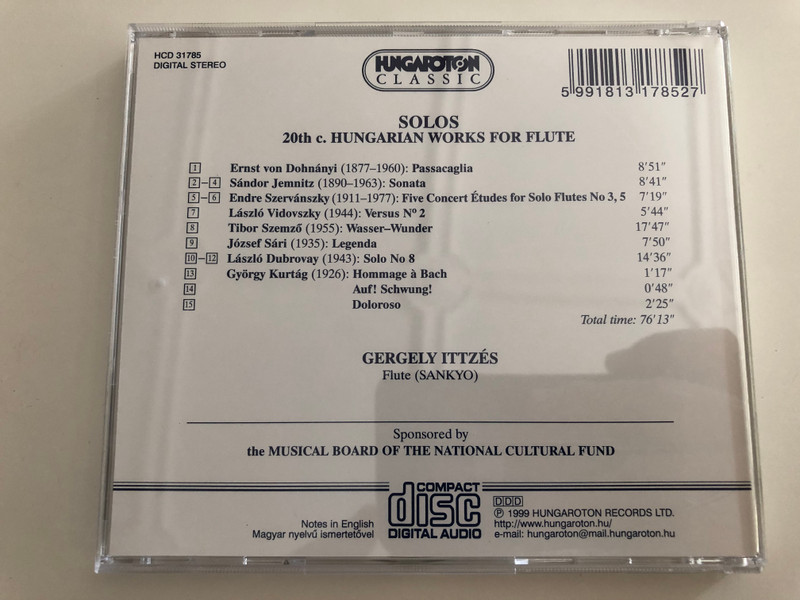 HCD 31785
DIGITAL STEREO
HUNGAROTON
CLASSIC
5 991813 178527
SOLOS
20th c. HUNGARIAN WORKS FOR FLUTE
1 Ernst von Dohnányi (1877–1960): Passacaglia 8'51"
2–4 Sándor Jemnitz (1890–1963): Sonata 8'41"
5–6 Endre Szervánszky (1911–1977): Five Concert Études for Solo Flutes No 3, 5 7'19"
7 László Vidovszky (1944): Versus Nº 2 5'44"
8 Tibor Szemző (1955): Wasser–Wunder 17'47"
9 József Sári (1935): Legenda 7'50"
10–12 László Dubrovay (1943): Solo No 8 14'36"
13 György Kurtág (1926): Hommage à Bach 1'17"
14 Auf! Schwung! 0'48"
15 Doloroso 2'25"
Total time: 76'13"
GERGELY ITTZÉS
Flute (SANKYO)
Sponsored by
the MUSICAL BOARD OF THE NATIONAL CULTURAL FUND
Notes in English
Magyar nyelvű ismertetővel
COMPACT
disc
DIGITAL AUDIO
DDD
℗ 1999 HUNGAROTON RECORDS LTD.
http://www.hungaroton.hu/
e-mail: hungaroton@mail.hungaroton.hu